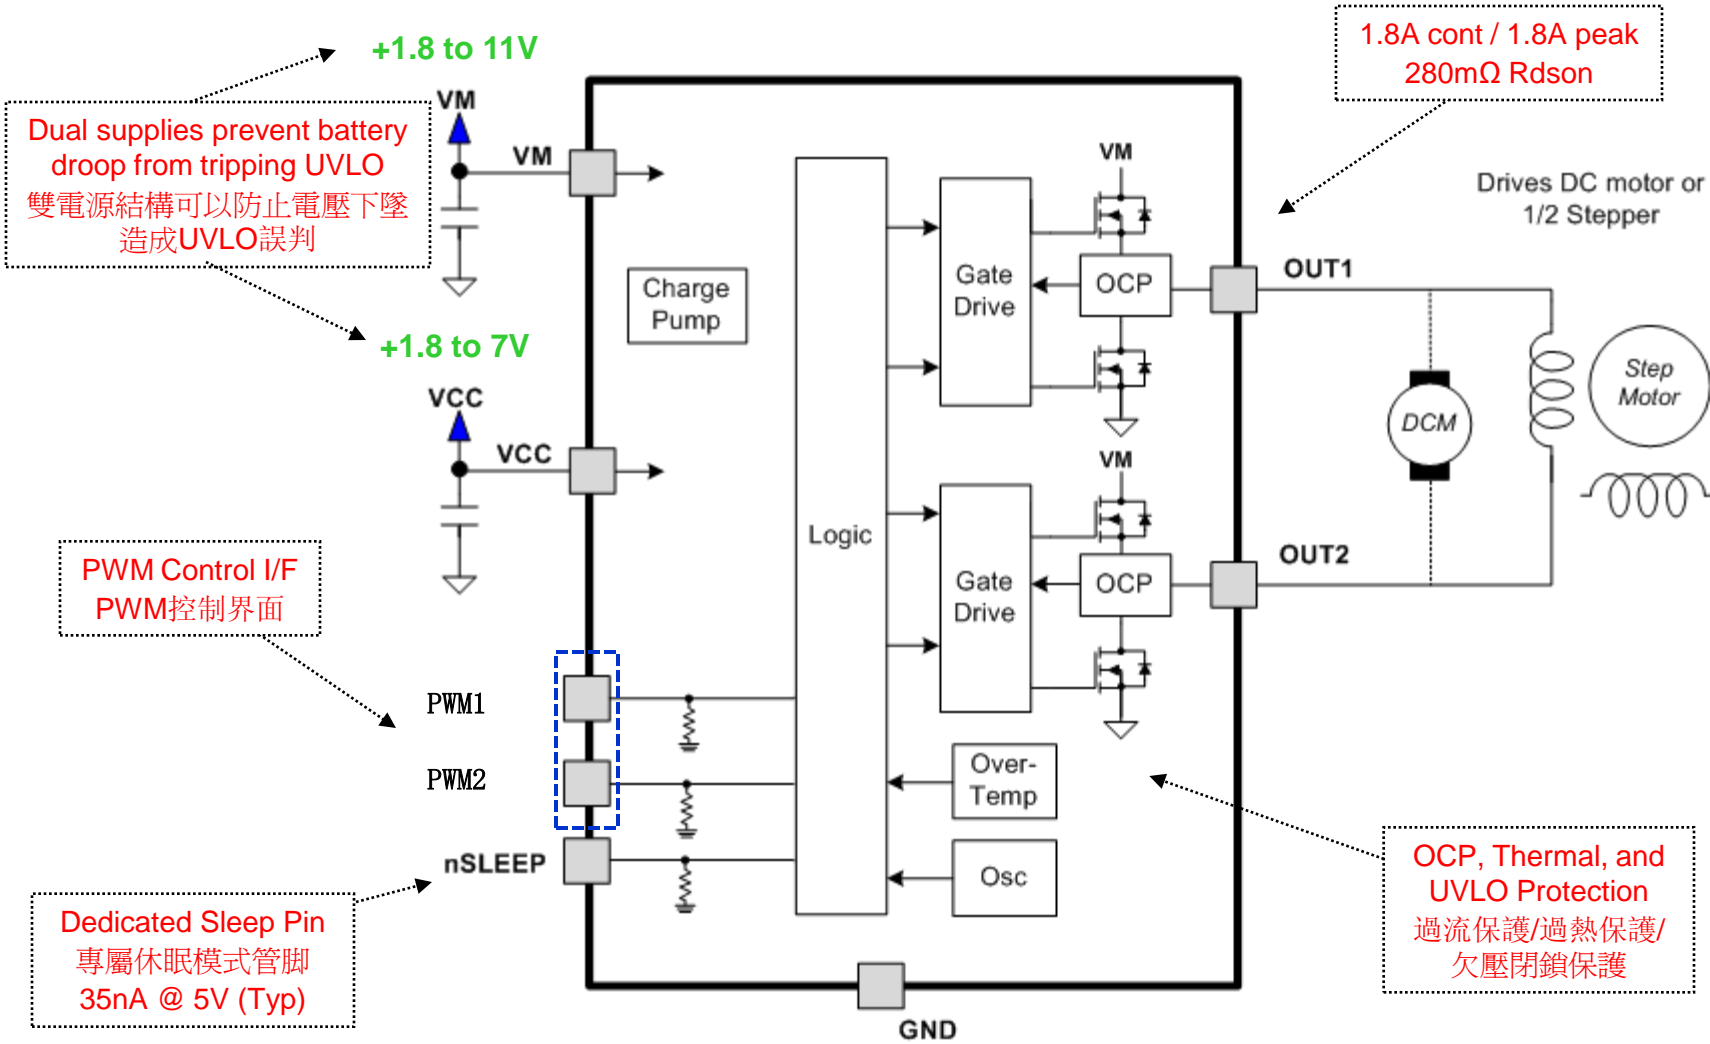 +1.8 to 11V
1.8A cont / 1.8A peak
280mΩ Rdson
VM
Dual supplies prevent battery
droop from tripping UVLO
雙電源結構可以防止電壓下墜
造成UVLO誤判
VM
VM
Drives DC motor or
1/2 Stepper
Gate
Drive
OCP
OUT1
Charge
Pump
+1.8 to 7V
VCC
VCC
Step
Motor
DCM
VM
Logic
Gate
Drive
OCP
OUT2
PWM Control I/F
PWM控制界面
PWM1
PWM2
Over-
Temp
nSLEEP
Osc
OCP, Thermal, and
UVLO Protection
過流保護/過熱保護/
欠壓閉鎖保護
Dedicated Sleep Pin
專屬休眠模式管脚
35nA @ 5V (Typ)
GND